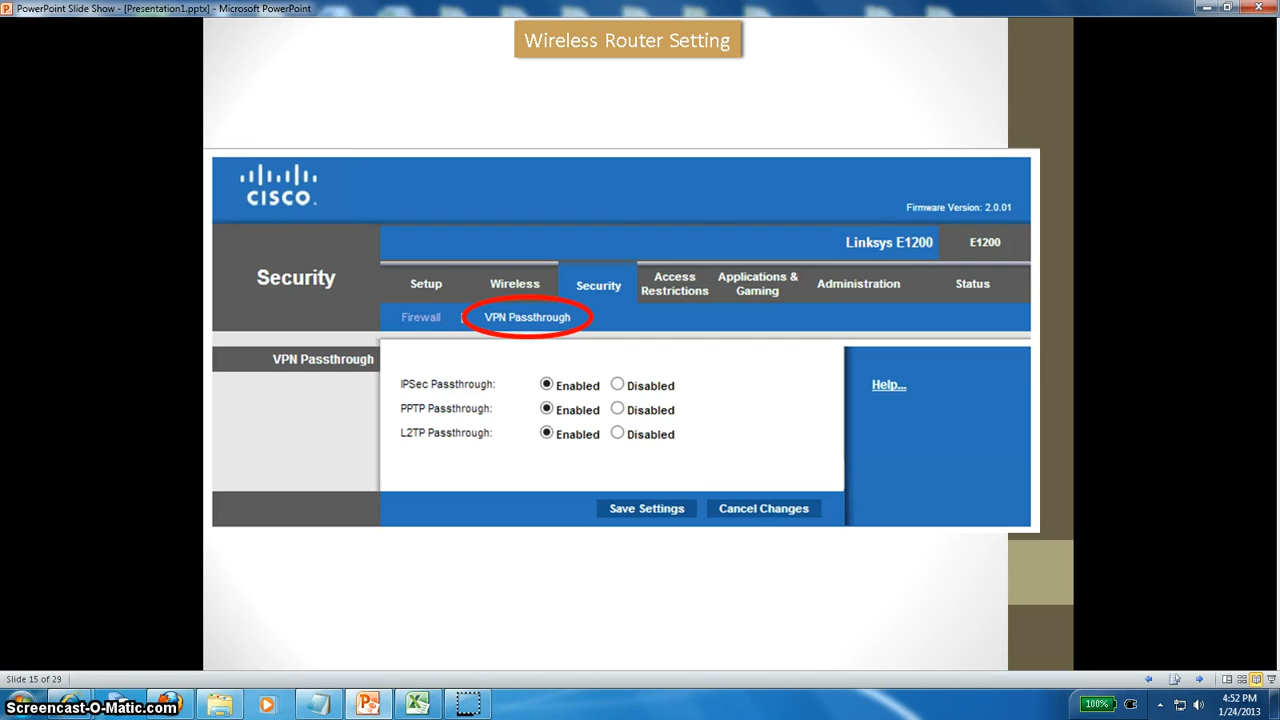 PowerPoint Slide Show - [Presentation1.pptx] - Microsoft PowerPoint
Wireless Router Setting
CISCO.
Firmware Version: 2.0.01
Linksys E1200 E1200
Security
Setup Wireless Security Access Restrictions Applications & Gaming Administration Status
Firewall VPN Passthrough
VPN Passthrough
IPSec Passthrough: Enabled Disabled
PPTP Passthrough: Enabled Disabled
L2TP Passthrough: Enabled Disabled
Help...
Save Settings Cancel Changes
Slide 15 of 29
Screencast-O-Matic.com
100%
4:52 PM
1/24/2013